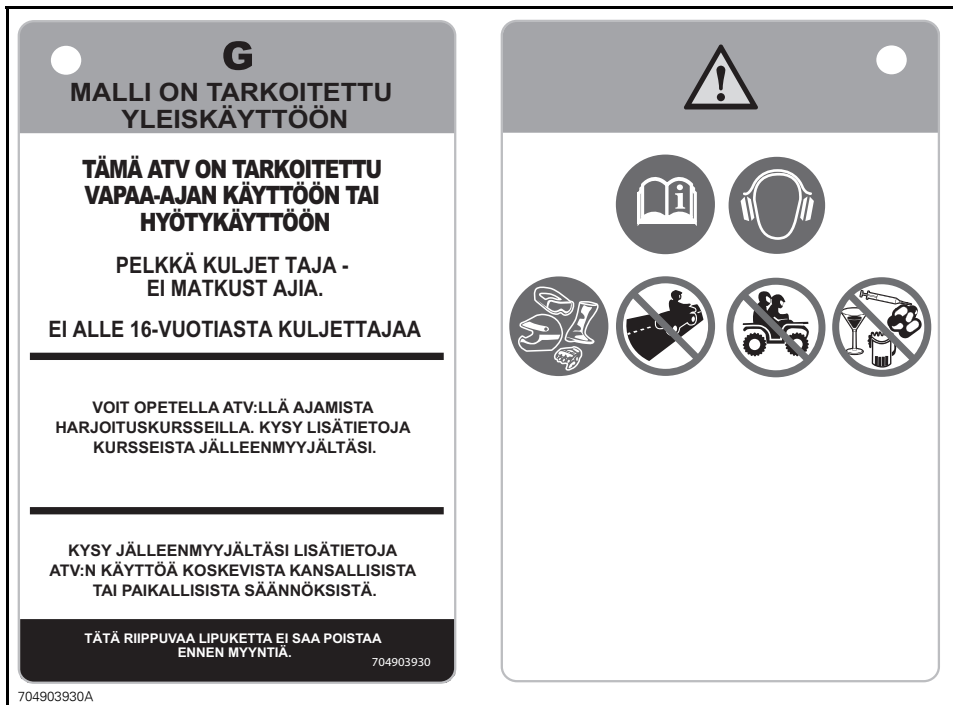 G
MALLI ON TARKOITETTU
YLEISKÄYTTÖÖN
TÄMÄ ATV ON TARKOITETTU
VAPAA-AJAN KÄYTTÖÖN TAI
HYÖTYKÄYTTÖÖN
PELKKÄ KULJET TAJA -
EI MATKUST AJIA.
EI ALLE 16-VUOTIASTA KULJETTAJAA
VOIT OPETELLA ATV:LLÄ AJAMISTA
HARJOITUSKURSSEILLA. KYSY LISÄTIETOJA
KURSSEISTA JÄLLEENMYYJÄLTÄSI.
KYSY JÄLLEENMYYJÄLTÄSI LISÄTIETOJA
ATV:N KÄYTTÖÄ KOSKEVISTA KANSALLISISTA
TAI PAIKALLISISTA SÄÄNNÖKSISTÄ.
TÄTÄ RIIPPUVAA LIPUKETTA EI SAA POISTAA
ENNEN MYYNTIÄ.
704903930
704903930A
!
i